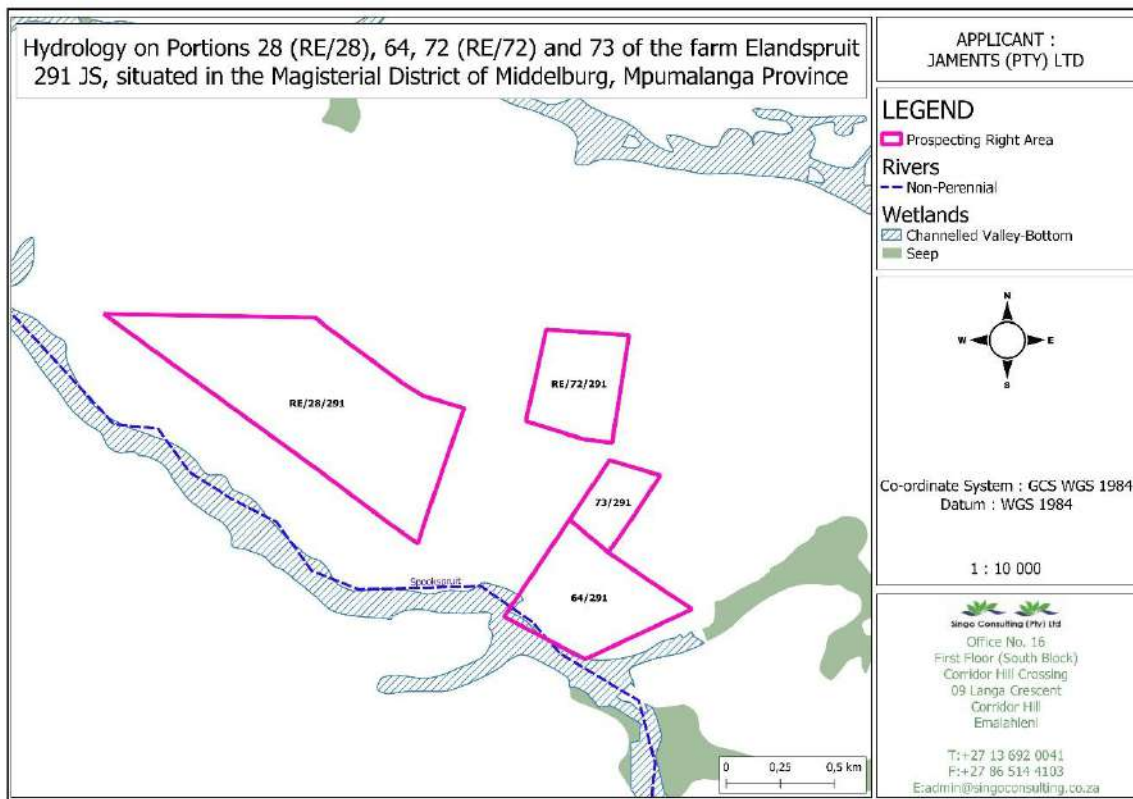 Hydrology on Portions 28 (RE/28), 64, 72 (RE/72) and 73 of the farm Elandspruit
291 JS, situated in the Magisterial District of Middelburg, Mpumalanga Province
APPLICANT :
JAMENTS (PTY) LTD
LEGEND
Prospecting Right Area
Rivers
Non-Perennial
Wetlands
Channelled Valley-Bottom
Seep
N
W E
S
RE/28/291
RE/72/291
73/291
64/291
Spookspruit
Co-ordinate System : GCS WGS 1984
Datum : WGS 1984
1 : 10 000
0 0,25 0,5 km
Singo Consulting (Pty) Ltd
Office No. 16
First Floor (South Block)
Corridor Hill Crossing
09 Langa Crescent
Corridor Hill
Emalahleni
T:+27 13 692 0041
F:+27 86 514 4103
E:admin@singoconsulting.co.za